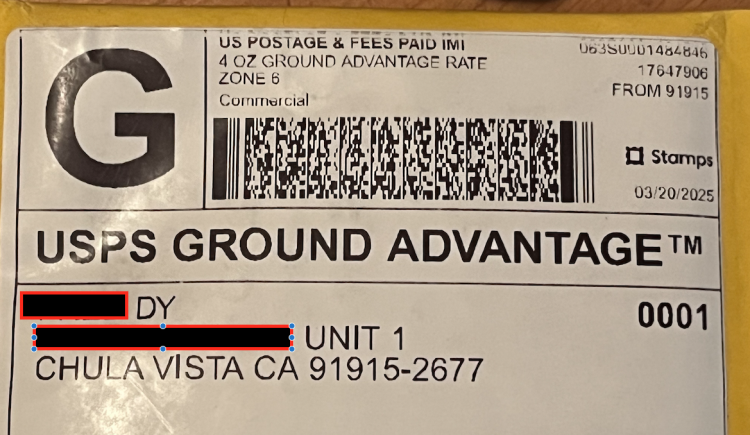 G
US POSTAGE & FEES PAID IMI
4 OZ GROUND ADVANTAGE RATE
ZONE 6
Commercial
063S0001484846
17647906
FROM 91915
Stamps
03/20/2025
USPS GROUND ADVANTAGE™
DY
0001
UNIT 1
CHULA VISTA CA 91915-2677